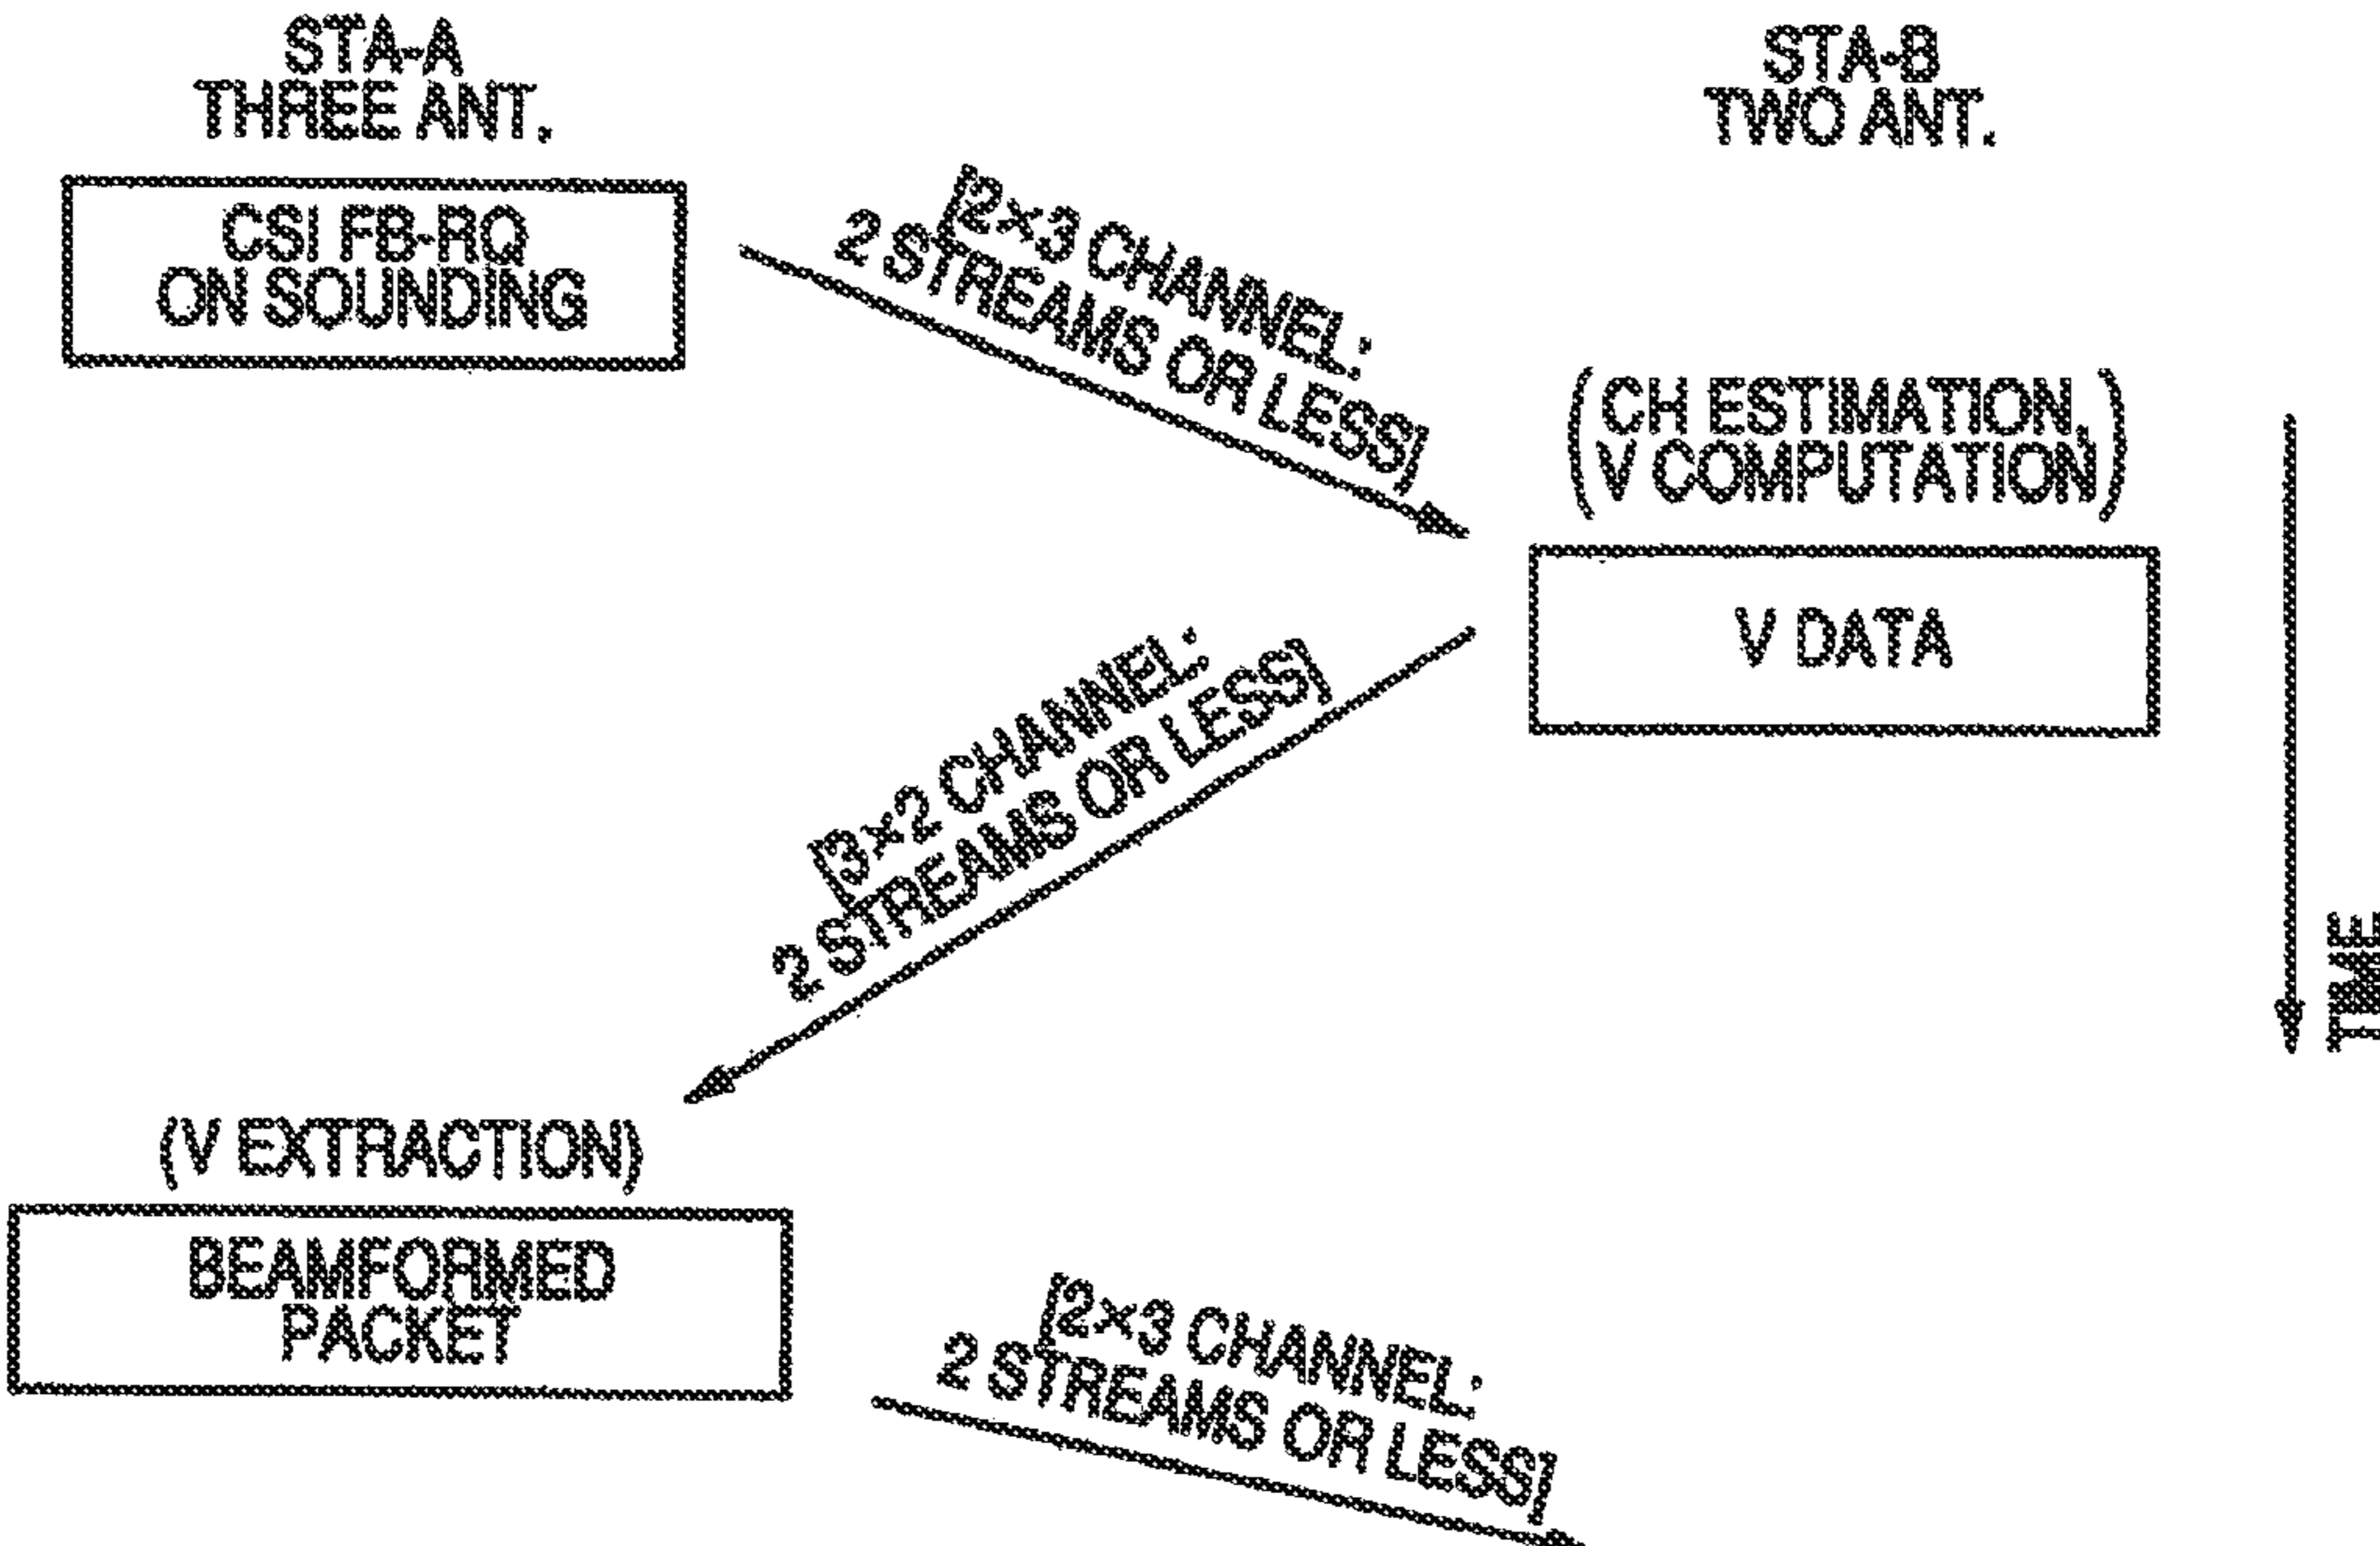 STA-A
THREE ANT.
STA-B
TWO ANT.
CSI FB-RQ
ON SOUNDING
[2×3 CHANNEL:
2 STREAMS OR LESS]
(CH ESTIMATION,
V COMPUTATION)
V DATA
[3×2 CHANNEL:
2 STREAMS OR LESS]
TIME
(V EXTRACTION)
BEAMFORMED
PACKET
[2×3 CHANNEL:
2 STREAMS OR LESS]